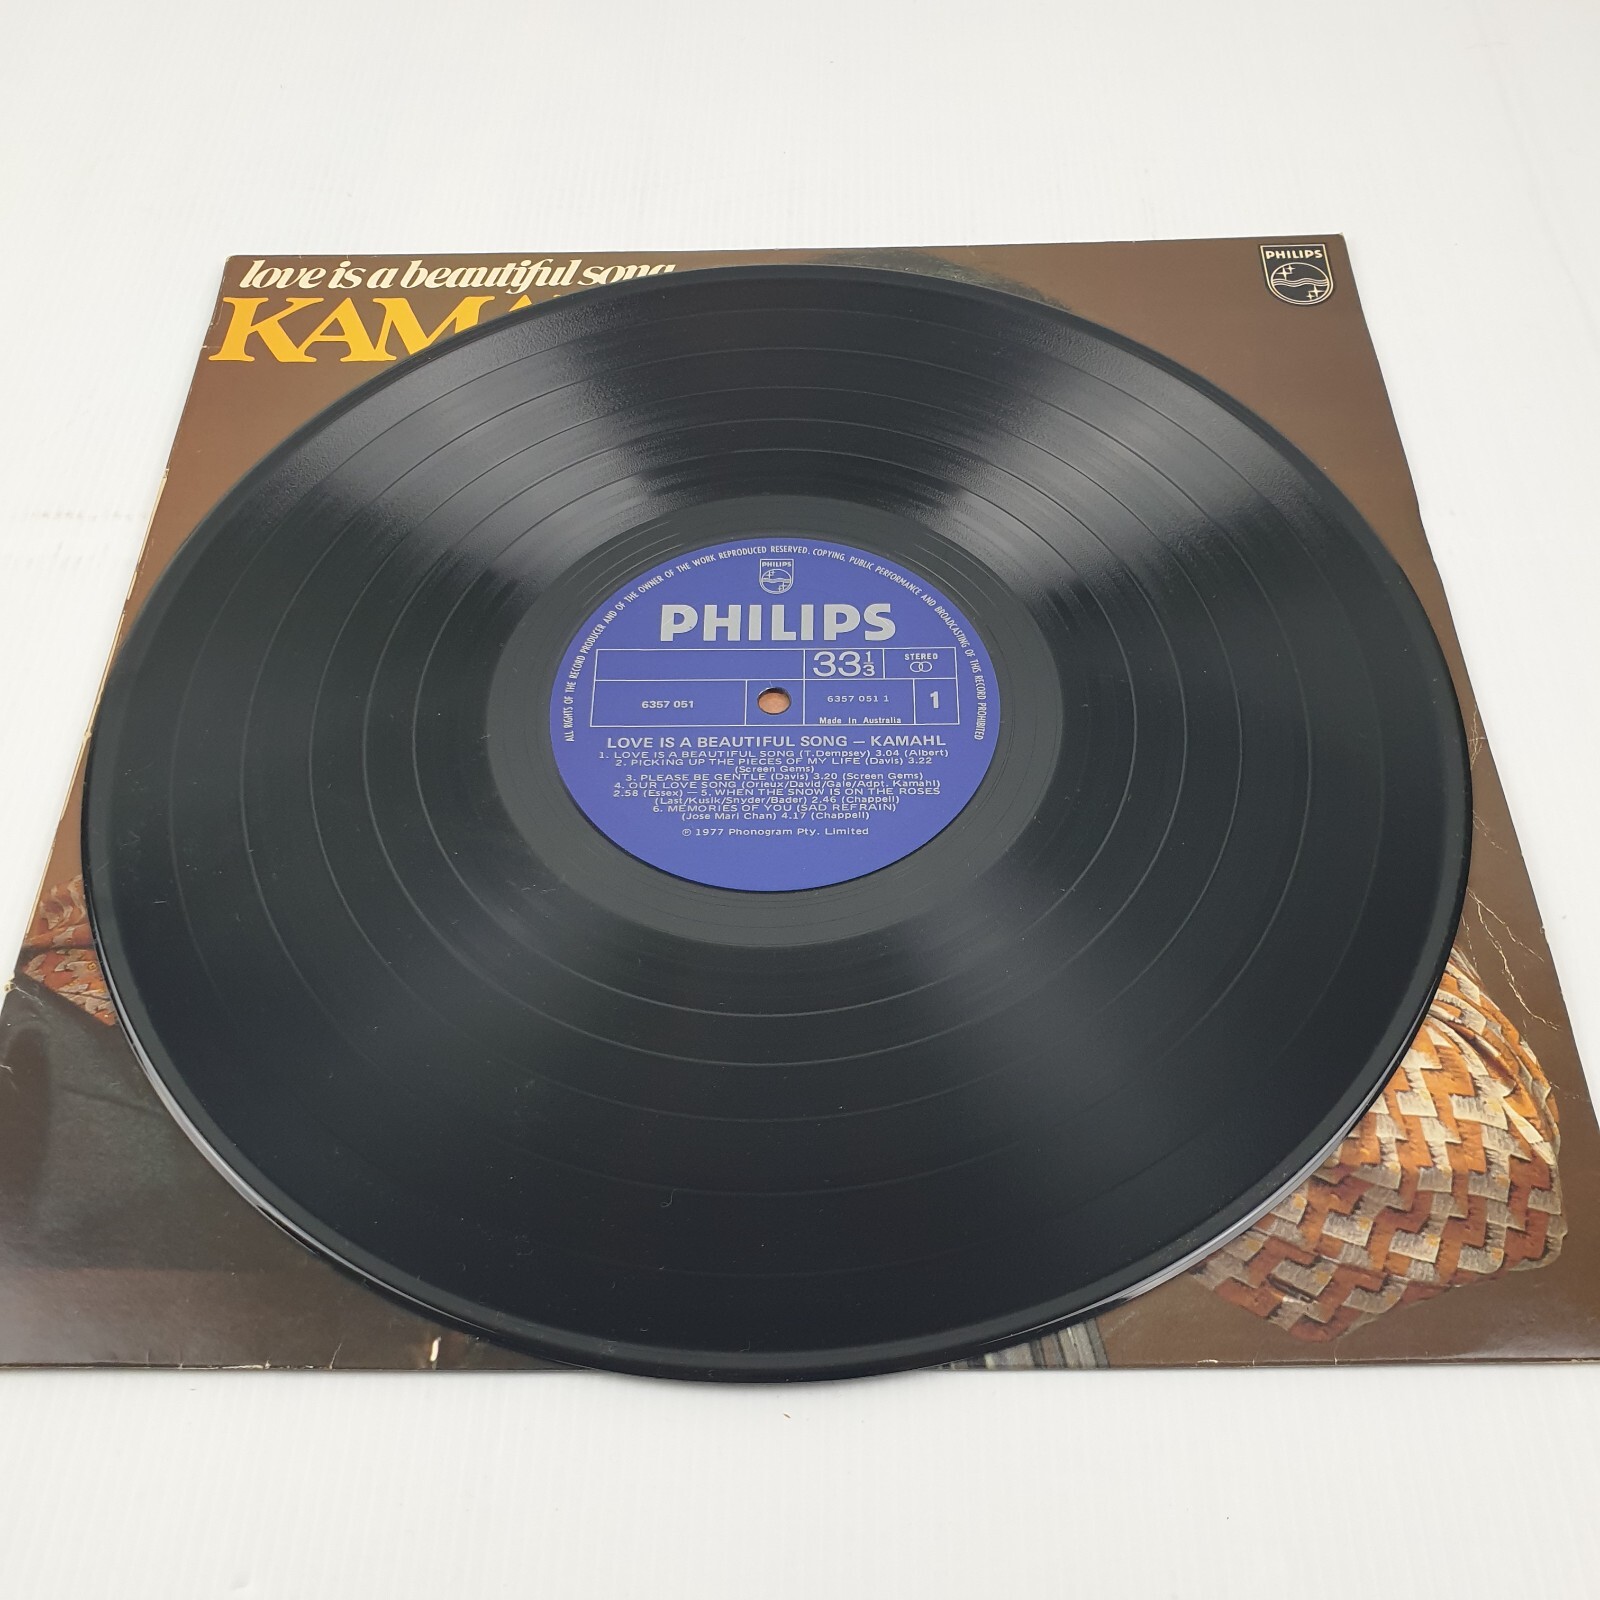 love is a beautiful song
KAMA
PHILIPS
ALL RIGHTS OF THE RECORD PRODUCER AND OF THE OWNER OF THE WORK REPRODUCED RESERVED. COPYING, PUBLIC PERFORMANCE AND BROADCASTING OF THIS RECORD PROHIBITED
PHILIPS
PHILIPS
33 1/3
STEREO
6357 051
6357 051 1
Made In Australia
1
LOVE IS A BEAUTIFUL SONG — KAMAHL
1. LOVE IS A BEAUTIFUL SONG (T.Dempsey) 3.04 (Albert)
2. PICKING UP THE PIECES OF MY LIFE (Davis) 3.22
(Screen Gems)
3. PLEASE BE GENTLE (Davis) 3.20 (Screen Gems)
4. OUR LOVE SONG (Orieux/David/Gale/Adpt. Kamahl)
2.58 (Essex) — 5. WHEN THE SNOW IS ON THE ROSES
(Last/Kusik/Snyder/Bader) 2.46 (Chappell)
6. MEMORIES OF YOU (SAD REFRAIN)
(Jose Mari Chan) 4.17 (Chappell)
℗ 1977 Phonogram Pty. Limited